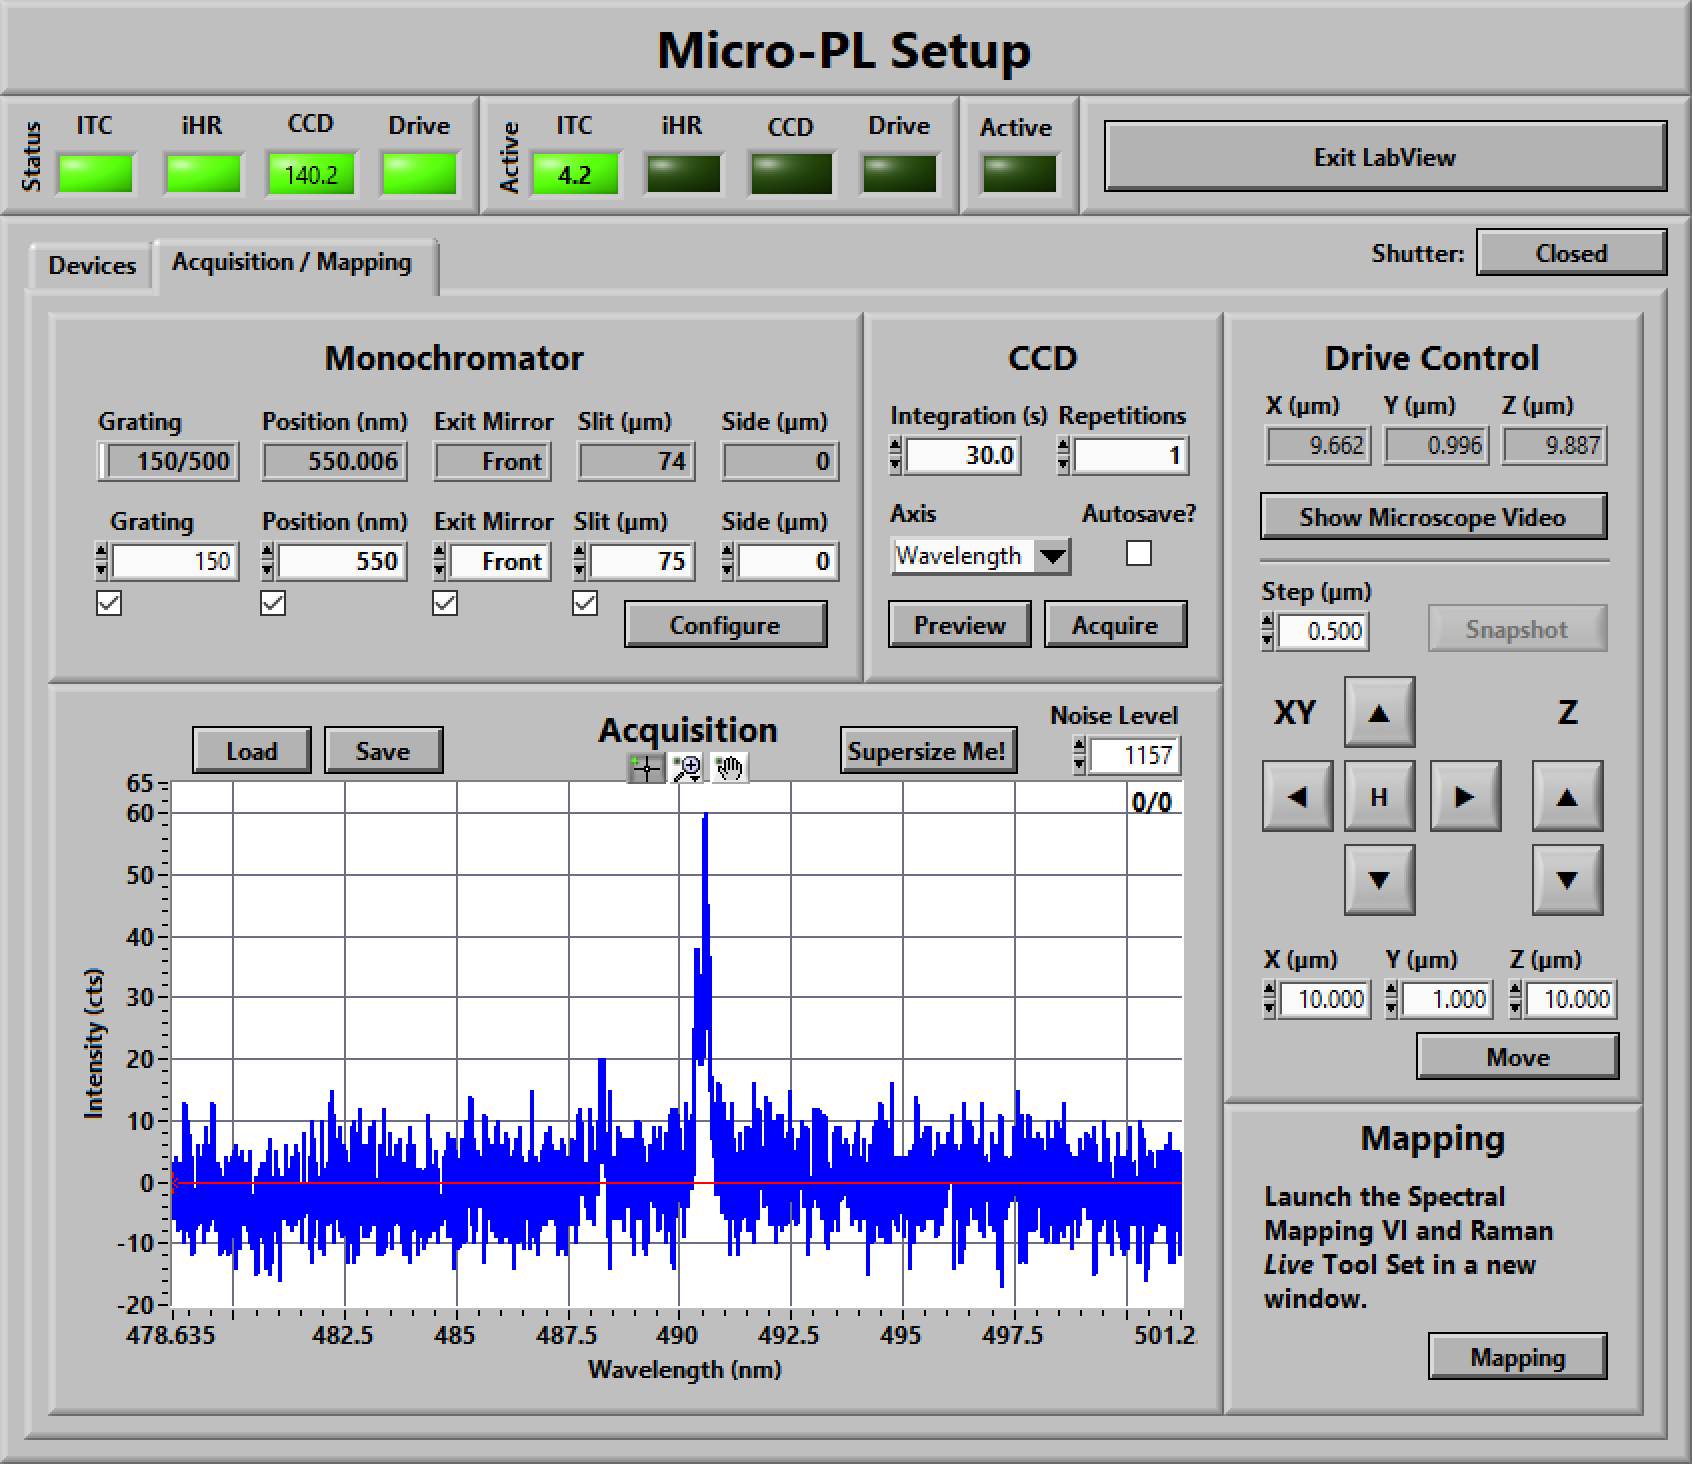 Micro-PL Setup
Status
ITC iHR CCD Drive
140.2
Active
ITC iHR CCD Drive
4.2
Active
Exit LabView
Devices
Acquisition / Mapping
Shutter: Closed
Monochromator
Grating Position (nm) Exit Mirror Slit (µm) Side (µm)
150/500 550.006 Front 74 0
Grating Position (nm) Exit Mirror Slit (µm) Side (µm)
150 550 Front 75 0
Configure
CCD
Integration (s) Repetitions
30.0 1
Axis Autosave?
Wavelength
Preview Acquire
Drive Control
X (µm) Y (µm) Z (µm)
9.662 0.996 9.887
Show Microscope Video
Step (µm)
0.500 Snapshot
XY Z
H
X (µm) Y (µm) Z (µm)
10.000 1.000 10.000
Move
Load Save
Acquisition
Supersize Me!
Noise Level
1157
0/0
65
60
50
40
30
20
10
0
-10
-20
Intensity (cts)
478.635 482.5 485 487.5 490 492.5 495 497.5 501.2
Wavelength (nm)
Mapping
Launch the Spectral
Mapping VI and Raman
Live Tool Set in a new
window.
Mapping